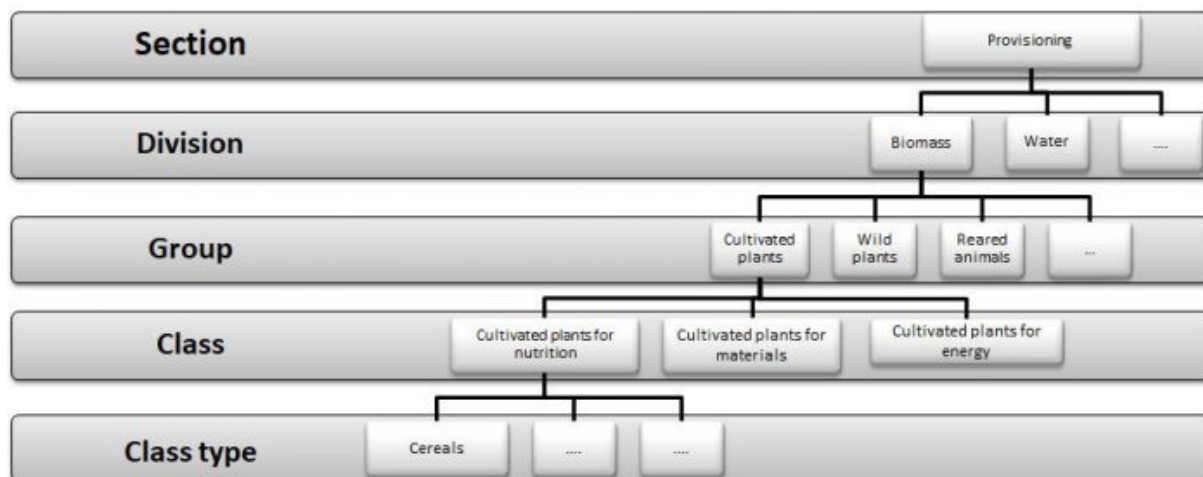 Section
Provisioning
Division
Biomass
Water
....
Group
Cultivated
plants
Wild
plants
Reared
animals
...
Class
Cultivated plants for
nutrition
Cultivated plants for
materials
Cultivated plants for
energy
Class type
Cereals
....
....